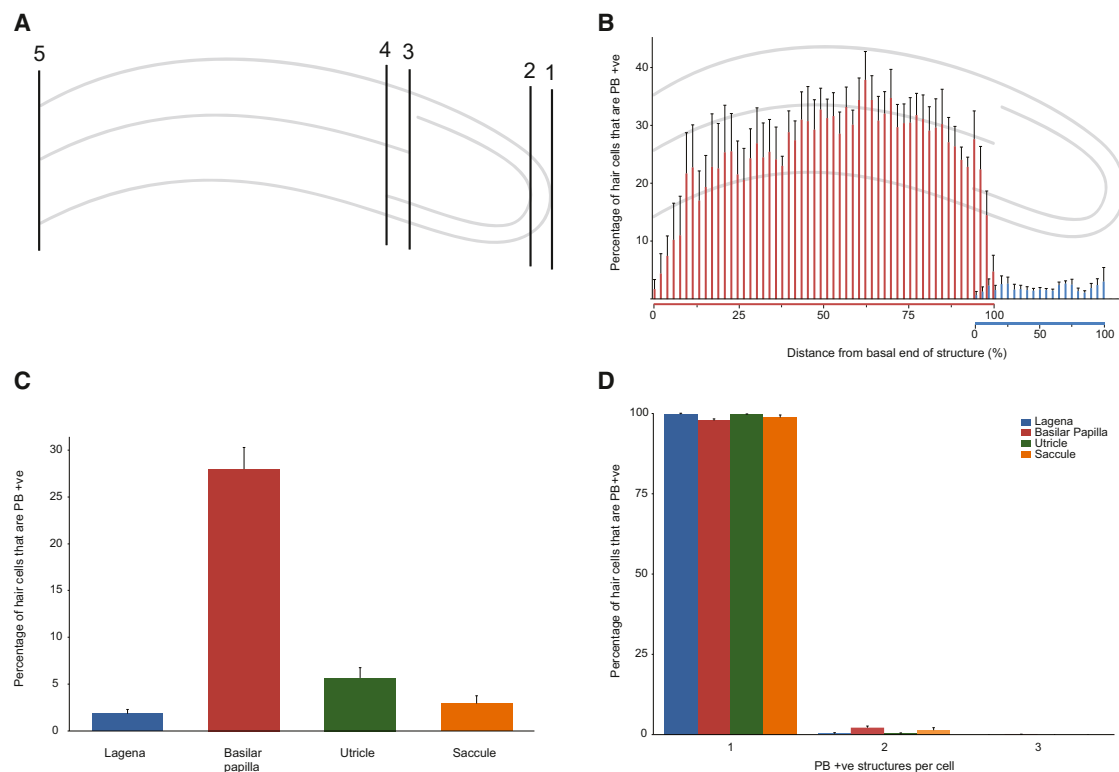 A
5
4
3
2
1
B
Percentage of hair cells that are PB +ve
40
30
20
10
0
25
50
75
100
0
50
100
Distance from basal end of structure (%)
C
Percentage of hair cells that are PB +ve
30
25
20
15
10
5
0
Lagena
Basilar
papilla
Utricle
Saccule
D
Percentage of hair cells that are PB+ve
100
75
50
25
0
Lagena
Basilar Papilla
Utricle
Saccule
1
2
3
PB +ve structures per cell